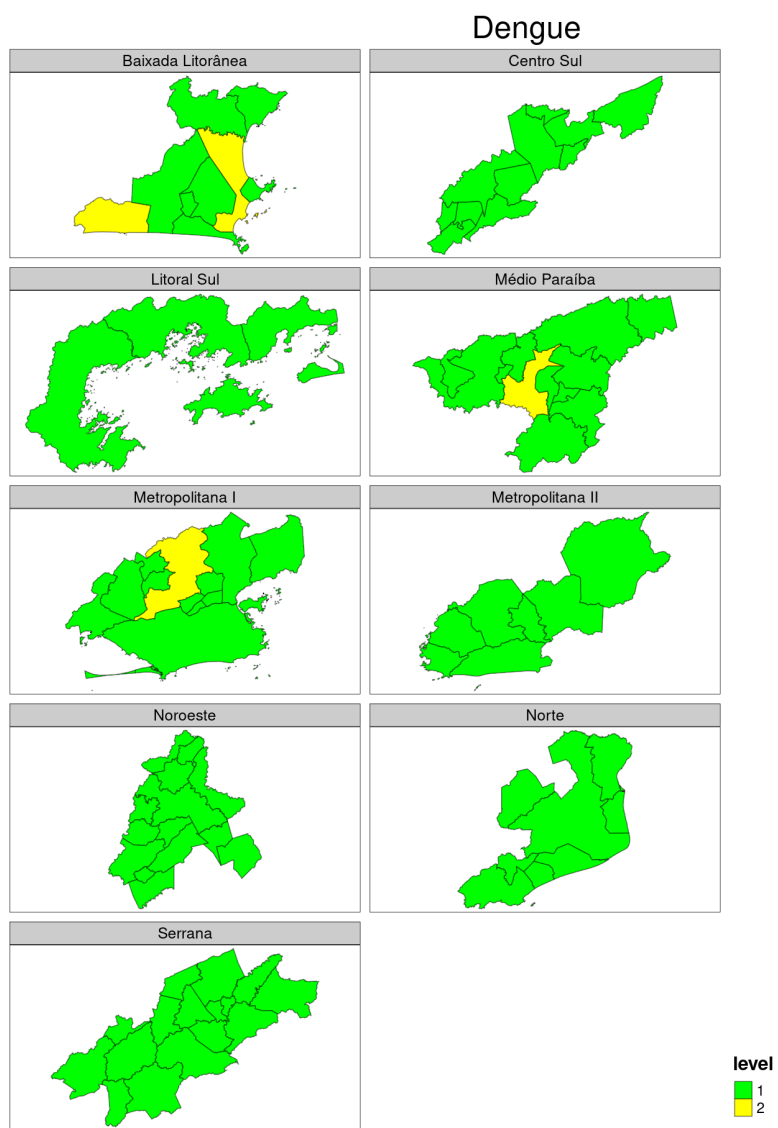 Dengue
Baixada Litorânea
Centro Sul
Litoral Sul
Médio Paraíba
Metropolitana I
Metropolitana II
Noroeste
Norte
Serrana
level
1
2